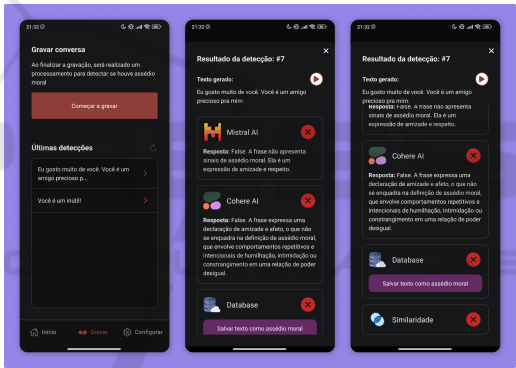 21:32
Gravar conversa
Ao finalizar a gravação, será realizado um
processamento para detectar se houve assédio
moral
Começar a gravar
Últimas detecções
Eu gosto muito de você. Você é um
amigo precioso p...
Você é um inútil!
Início
Gravar
Configurar
21:32
Resultado da detecção: #7
Texto gerado:
Eu gosto muito de você. Você é um amigo
precioso pra mim.
Mistral AI
Resposta: False. A frase não apresenta
sinais de assédio moral. Ela é um
expressão de amizade e respeito.
Cohere AI
Resposta: False. A frase expressa uma
declaração de amizade e afeto, o que não
se enquadra na definição de assédio moral,
que envolve comportamentos repetitivos e
intencionais de humilhação, intimidação ou
constrangimento em uma relação de poder
desigual.
Database
Salvar texto como assédio moral
21:32
Resultado da detecção: #7
Texto gerado:
Eu gosto muito de você. Você é um amigo
precioso pra mim.
Resposta: False. A frase não apresenta
sinais de assédio moral. Ela é um
expressão de amizade e respeito.
Cohere AI
Resposta: False. A frase expressa uma
declaração de amizade e afeto, o que não
se enquadra na definição de assédio moral,
que envolve comportamentos repetitivos e
intencionais de humilhação, intimidação ou
constrangimento em uma relação de poder
desigual.
Database
Salvar texto como assédio moral
Similaridade